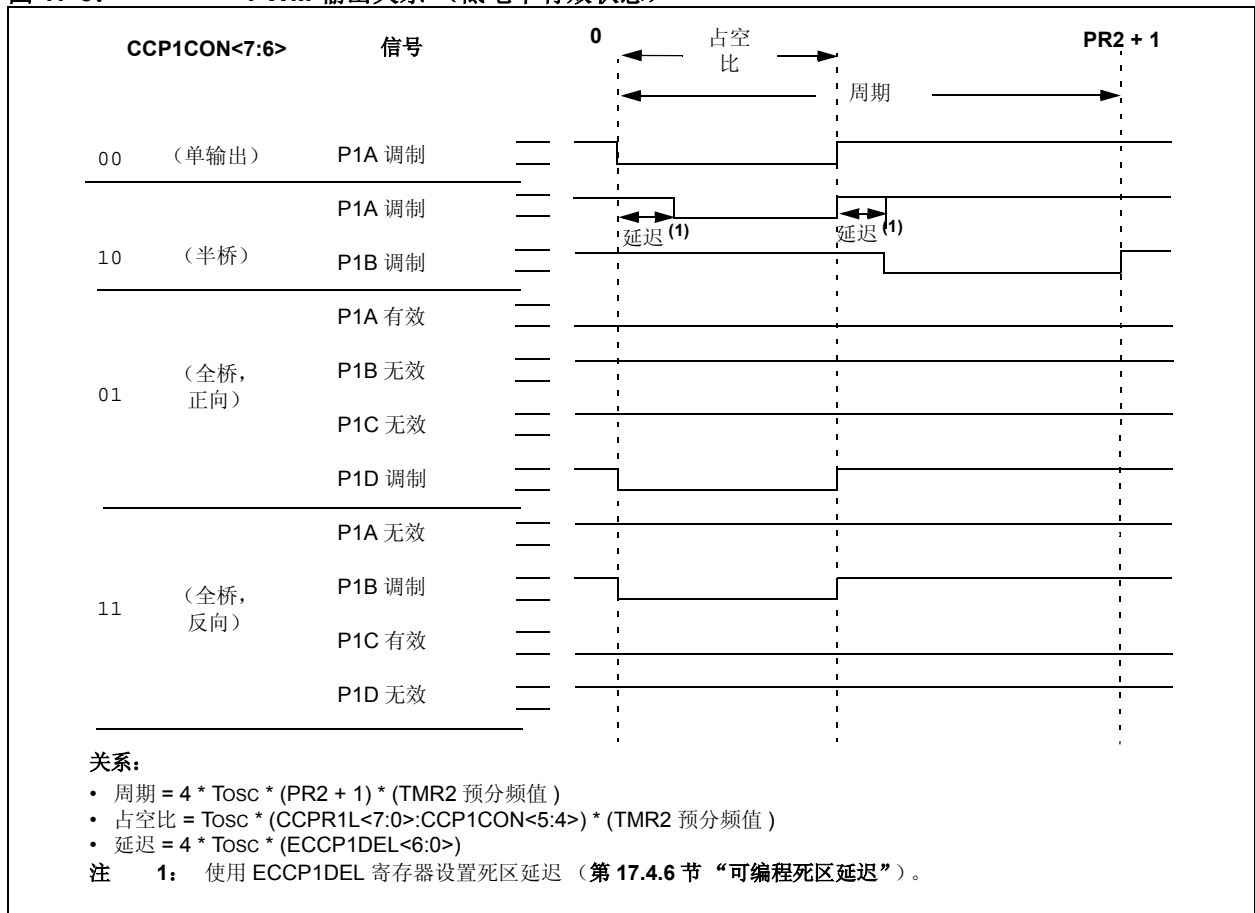 CCP1CON<7:6> 信号 0 占空比 PR2 + 1
周期
00 （单输出） P1A 调制
P1A 调制
延迟 (1) 延迟 (1)
10 （半桥） P1B 调制
P1A 有效
P1B 无效
01 （全桥，正向）
P1C 无效
P1D 调制
P1A 无效
P1B 调制
11 （全桥，反向）
P1C 有效
P1D 无效
关系：
• 周期 = 4 * TOSC * (PR2 + 1) * (TMR2 预分频值 )
• 占空比 = TOSC * (CCPR1L<7:0>:CCP1CON<5:4>) * (TMR2 预分频值 )
• 延迟 = 4 * TOSC * (ECCP1DEL<6:0>)
注 1： 使用 ECCP1DEL 寄存器设置死区延迟 （第 17.4.6 节 “可编程死区延迟”）。